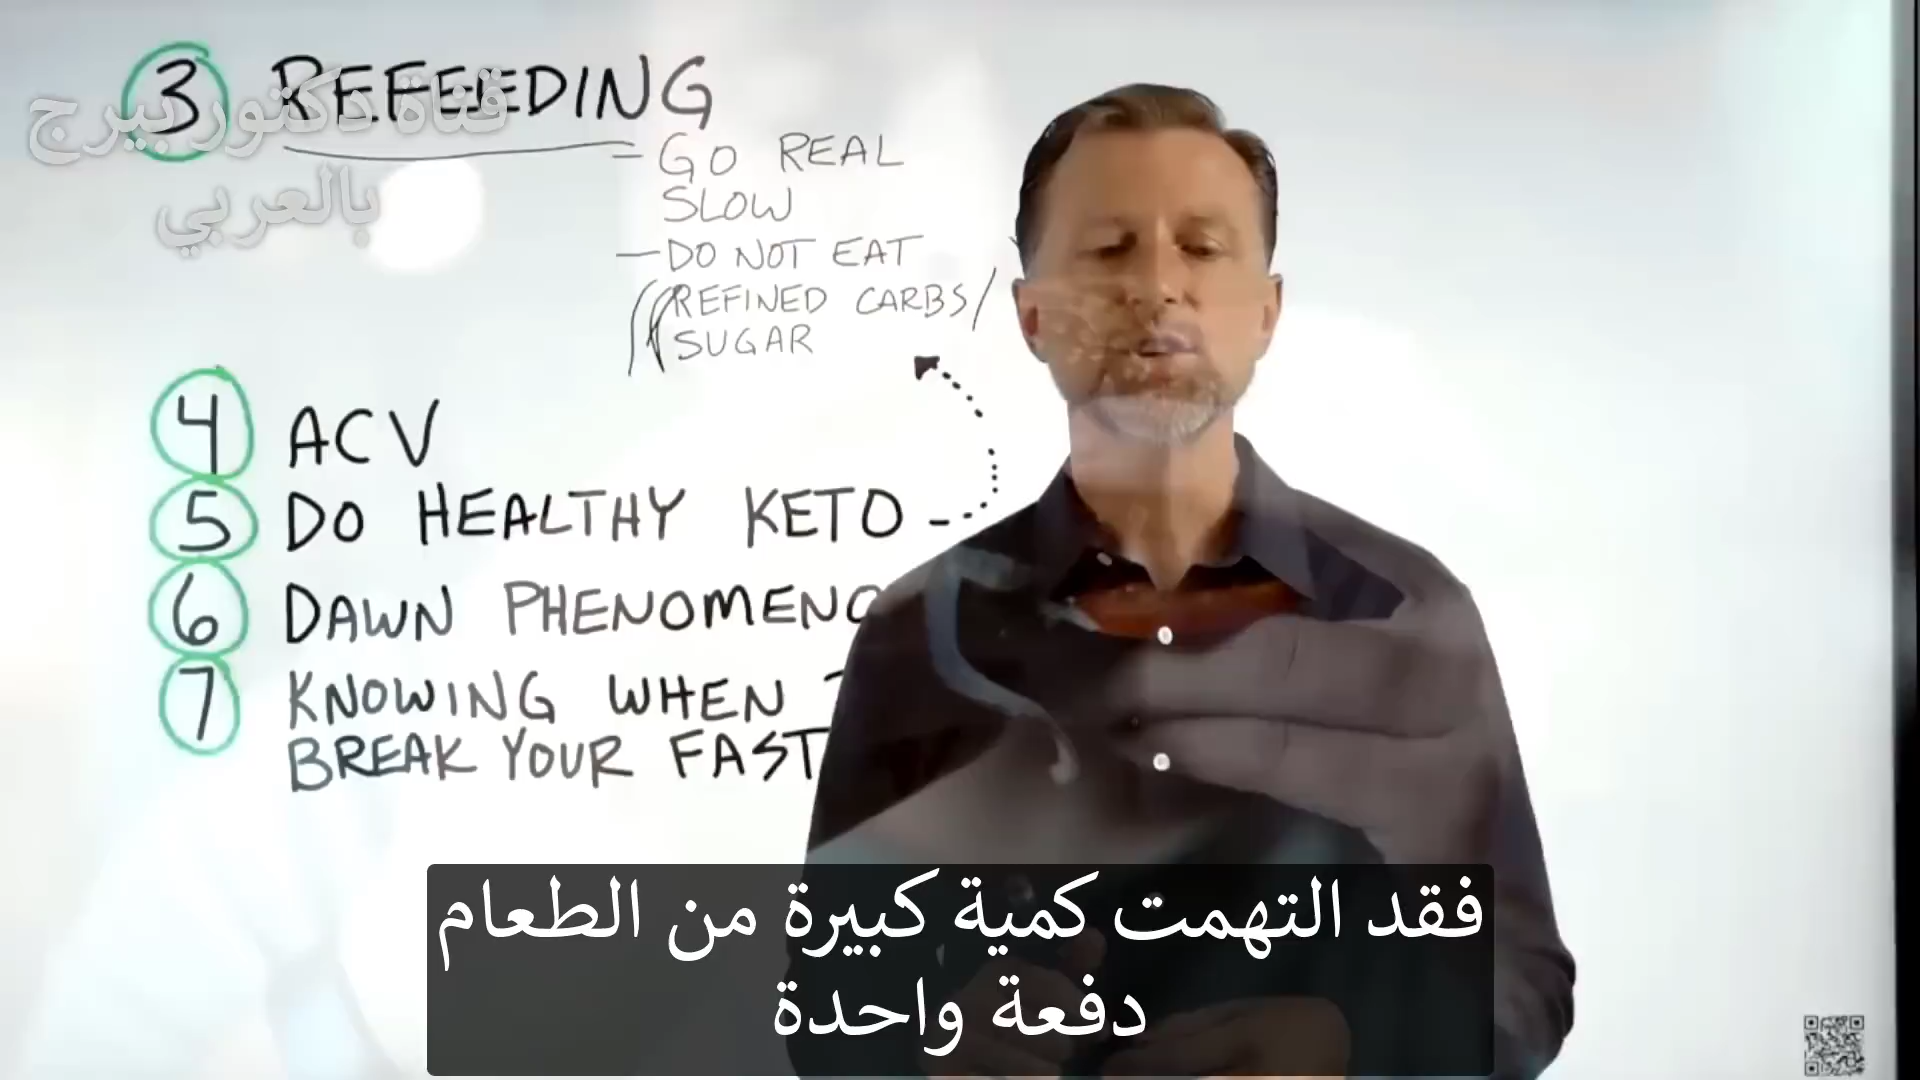 3 REFEEDING
قناة دكتور بيرج
بالعربي
- GO REAL
SLOW
- DO NOT EAT
REFINED CARBS/
SUGAR
4 ACV
5 DO HEALTHY KETO
6 DAWN PHENOMENO
7 KNOWING WHEN
BREAK YOUR FAST
فقد التهمت كمية كبيرة من الطعام
دفعة واحدة